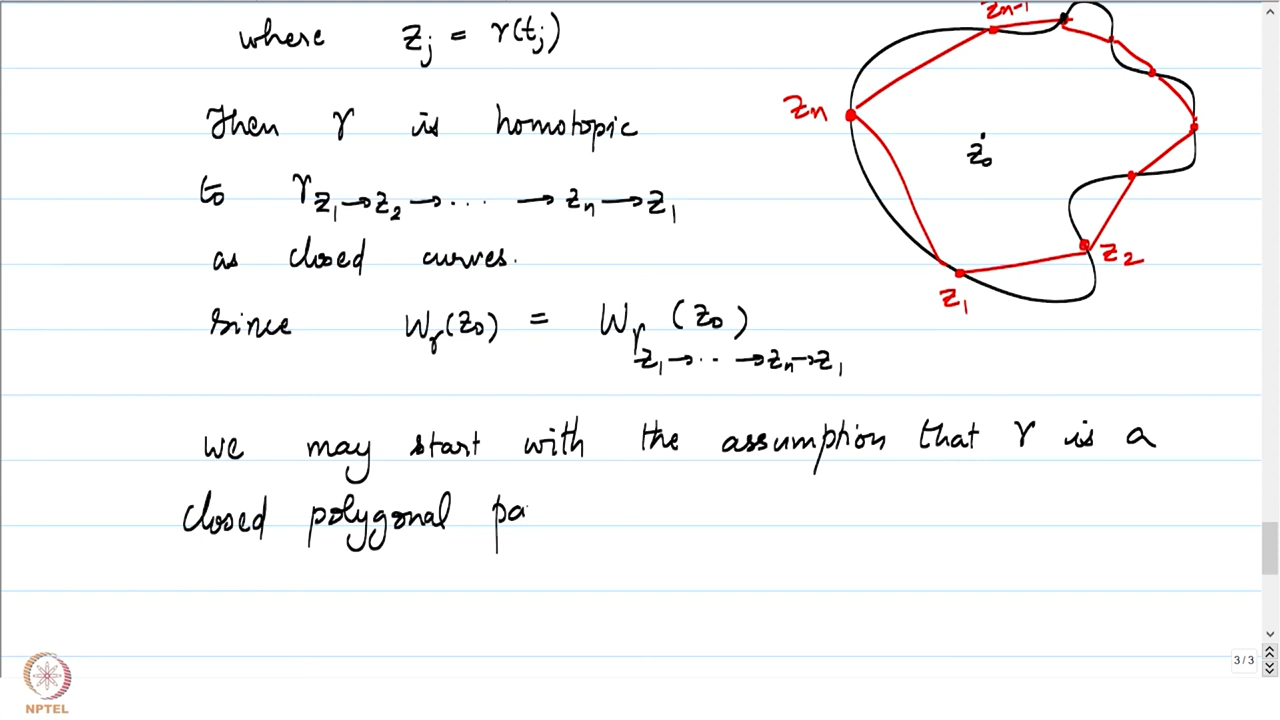 where z_j = γ(t_j)
Then γ is homotopic
to γ_{z_1→z_2→... →z_n→z_1}
as closed curves.
since W_γ(z_0) = W_{γ_{z_1→..→z_n→z_1}}(z_0)
we may start with the assumption that γ is a
closed polygonal pa
z_{n-1}
z_n
z_0
z_2
z_1
3 / 3
NPTEL